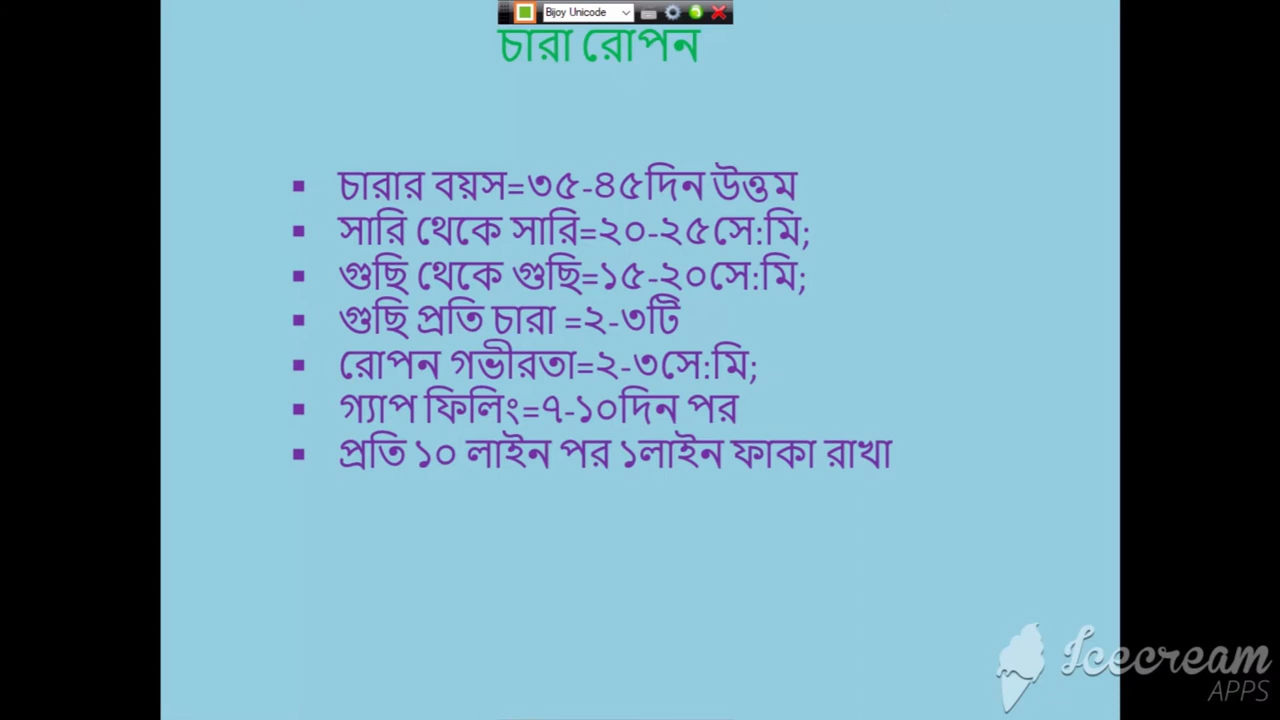 Bijoy Unicode
চারা রোপন
▪ চারার বয়স=৩৫-৪৫দিন উত্তম
▪ সারি থেকে সারি=২০-২৫সে:মি;
▪ গুছি থেকে গুছি=১৫-২০সে:মি;
▪ গুছি প্রতি চারা =২-৩টি
▪ রোপন গভীরতা=২-৩সে:মি;
▪ গ্যাপ ফিলিং=৭-১০দিন পর
▪ প্রতি ১০ লাইন পর ১লাইন ফাকা রাখা
Icecream
APPS